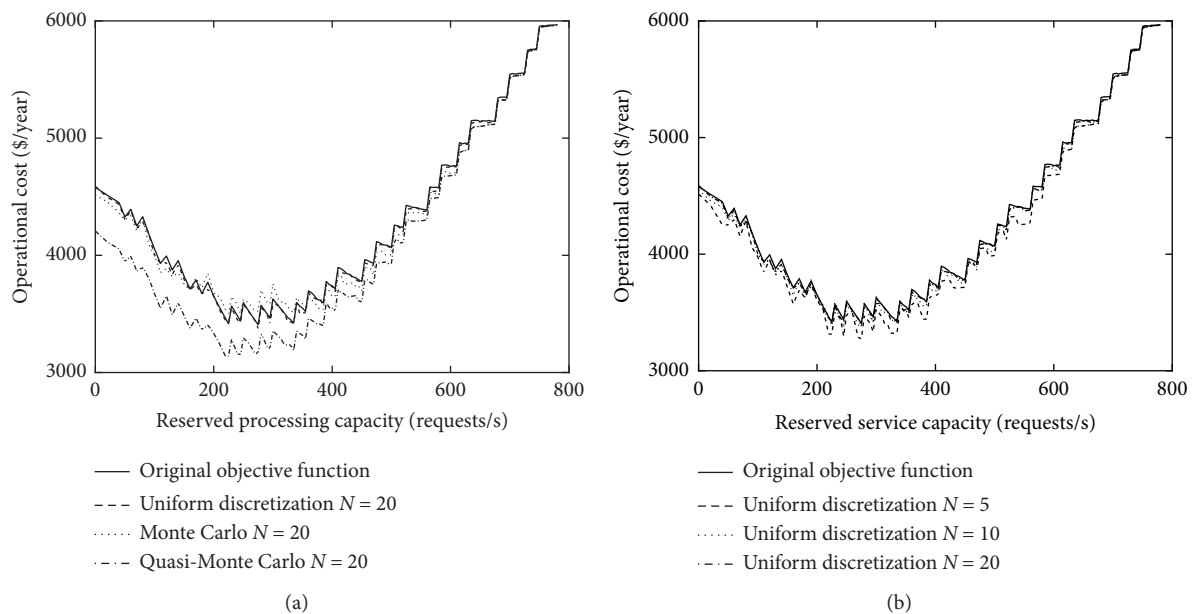 6000
5000
4000
3000
Operational cost ($/year)
0
200
400
600
800
Reserved processing capacity (requests/s)
Original objective function
Uniform discretization N = 20
Monte Carlo N = 20
Quasi-Monte Carlo N = 20
(a)
6000
5000
4000
3000
Operational cost ($/year)
0
200
400
600
800
Reserved service capacity (requests/s)
Original objective function
Uniform discretization N = 5
Uniform discretization N = 10
Uniform discretization N = 20
(b)